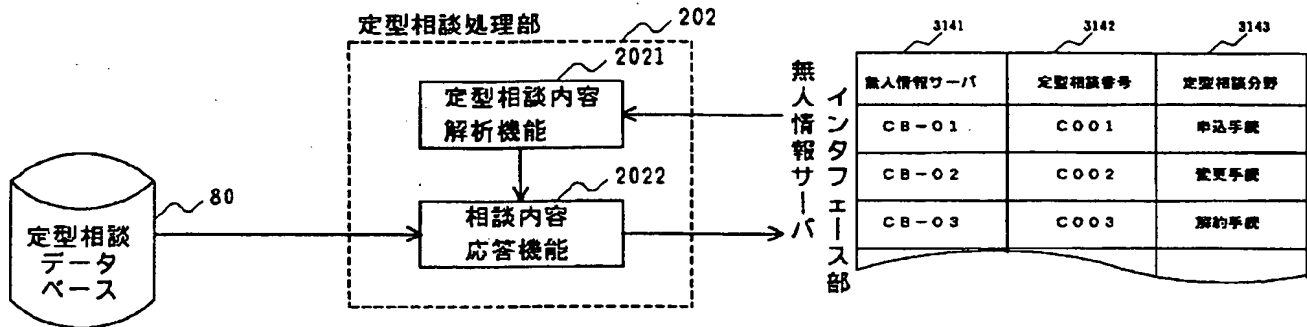 定型相談処理部
202
2021
定型相談内容
解析機能
2022
相談内容
応答機能
80
定型相談
データ
ベース
無人情報サーバ
インタフェース部
3141 3142 3143
無人情報サーバ 定型相談番号 定型相談分野
CB-01 C001 申込手続
CB-02 C002 変更手続
CB-03 C003 解約手続